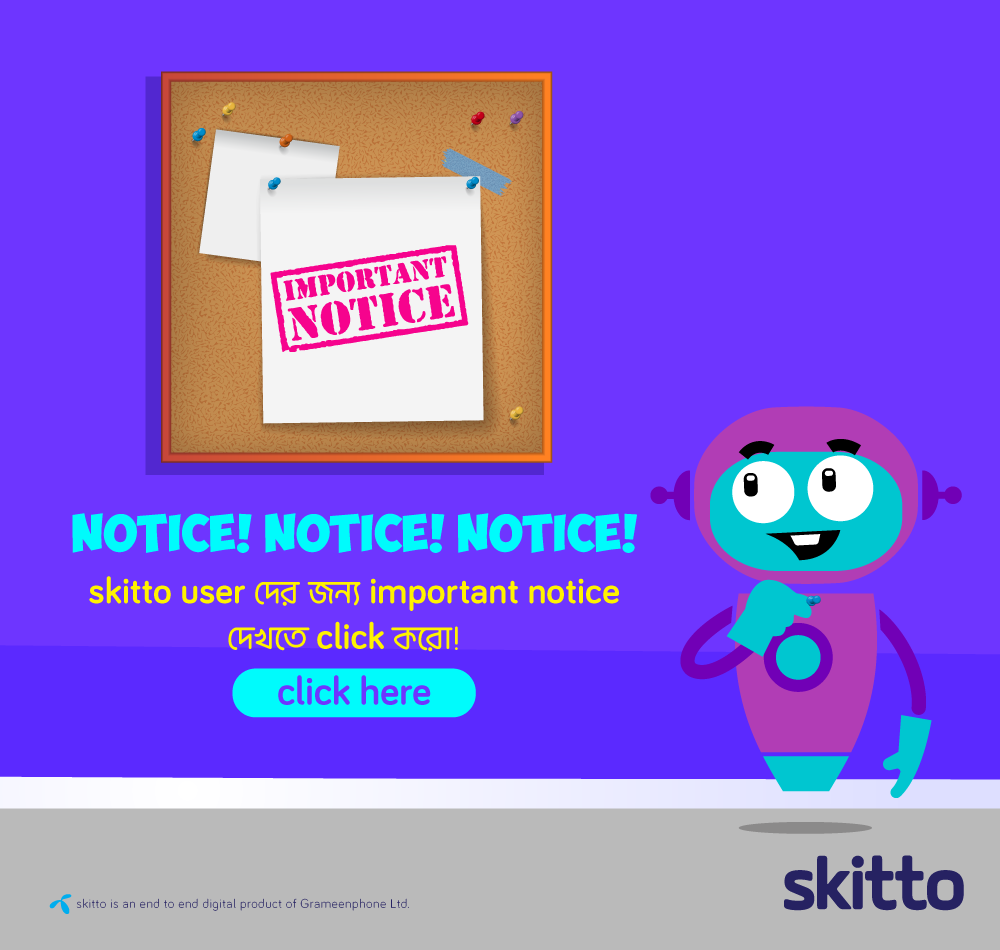 IMPORTANT
NOTICE
NOTICE! NOTICE! NOTICE!
skitto user দের জন্য important notice
দেখতে click করো!
click here
skitto
skitto is an end to end digital product of Grameenphone Ltd.